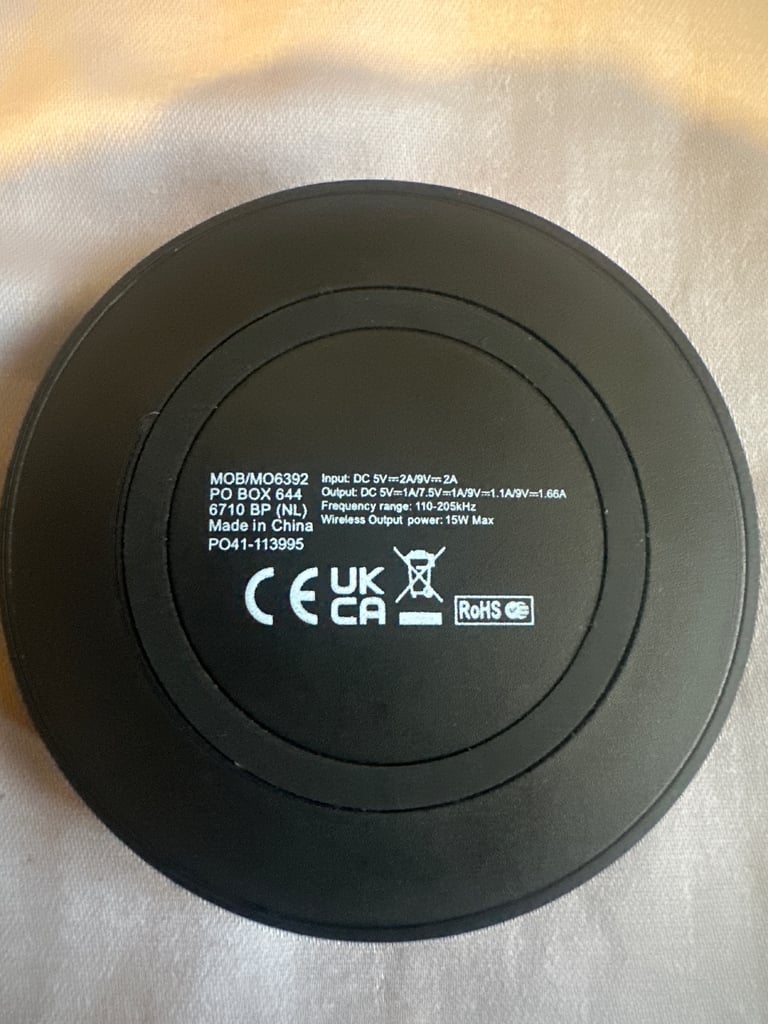 MOB/MO6392
PO BOX 644
6710 BP (NL)
Made in China
PO41-113995
Input: DC 5V⎓2A/9V⎓2A
Output: DC 5V⎓1A/7.5V⎓1A/9V⎓1.1A/9V⎓1.66A
Frequency range: 110-205kHz
Wireless Output power: 15W Max
CE
UK
CA
RoHS